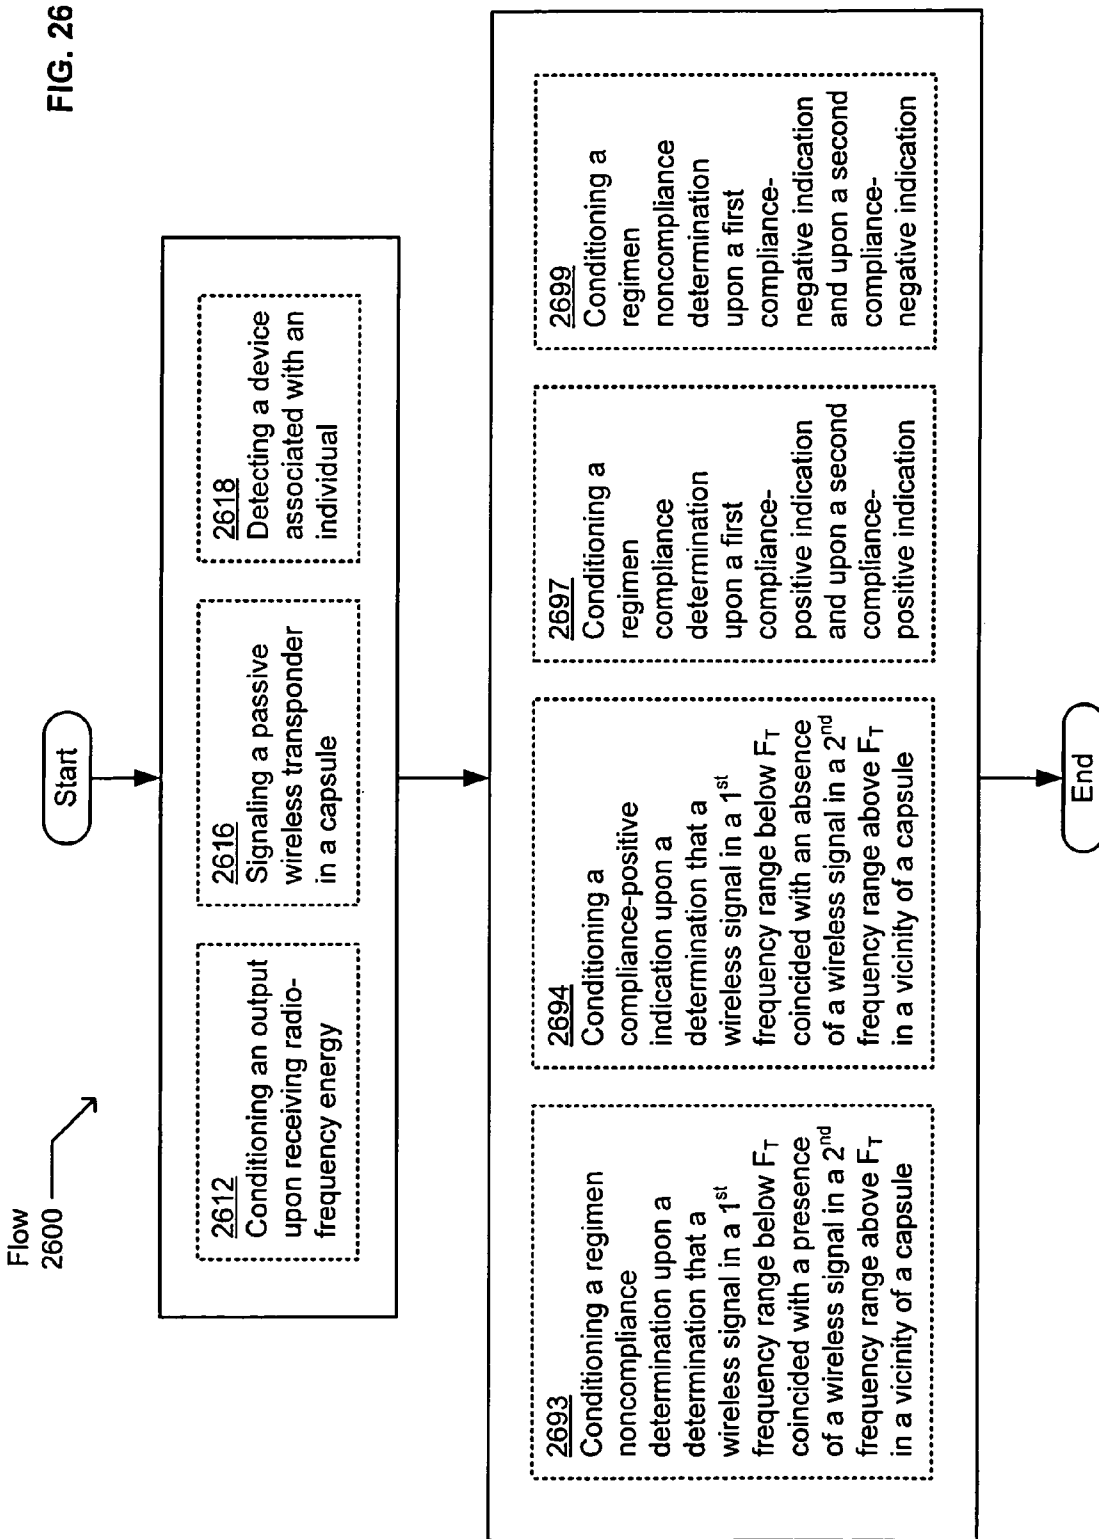 FIG. 26
Flow
2600
Start
2612
Conditioning an output
upon receiving radio-
frequency energy
2616
Signaling a passive
wireless transponder
in a capsule
2618
Detecting a device
associated with an
individual
2693
Conditioning a regimen
noncompliance
determination upon a
determination that a
wireless signal in a 1st
frequency range below FT
coincided with a presence
of a wireless signal in a 2nd
frequency range above FT
in a vicinity of a capsule
2694
Conditioning a
compliance-positive
indication upon a
determination that a
wireless signal in a 1st
frequency range below FT
coincided with an absence
of a wireless signal in a 2nd
frequency range above FT
in a vicinity of a capsule
2697
Conditioning a
regimen
compliance
determination
upon a first
compliance-
positive indication
and upon a second
compliance-
positive indication
2699
Conditioning a
regimen
noncompliance
determination
upon a first
compliance-
negative indication
and upon a second
compliance-
negative indication
End